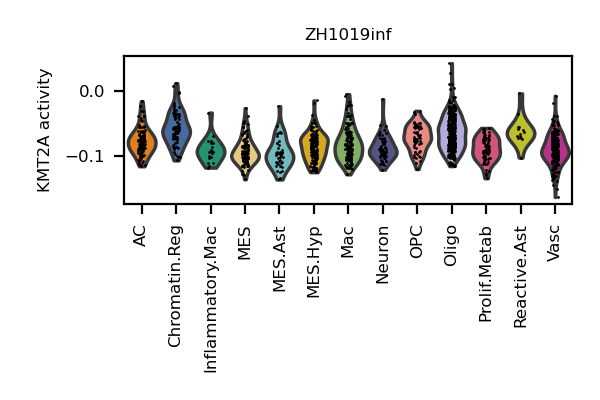 ZH1019inf
KMT2A activity
0.0
−0.1
AC
Chromatin.Reg
Inflammatory.Mac
MES
MES.Ast
MES.Hyp
Mac
Neuron
OPC
Oligo
Prolif.Metab
Reactive.Ast
Vasc